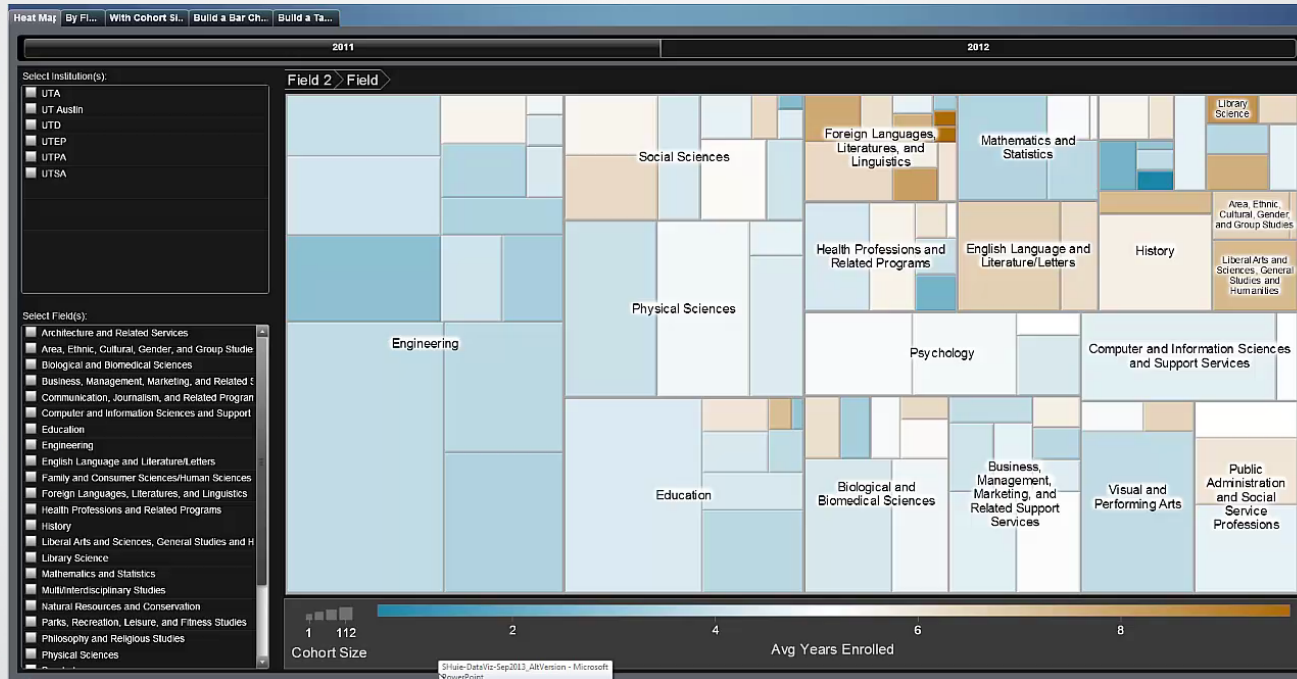 Heat Map By Fi... With Cohort Si.. Build a Bar Ch... Build a Ta...
2011 2012
Select Institution(s):
UTA
UT Austin
UTD
UTEP
UTPA
UTSA
Select Field(s):
Architecture and Related Services
Area, Ethnic, Cultural, Gender, and Group Studie
Biological and Biomedical Sciences
Business, Management, Marketing, and Related S
Communication, Journalism, and Related Program
Computer and Information Sciences and Support
Education
Engineering
English Language and Literature/Letters
Family and Consumer Sciences/Human Sciences
Foreign Languages, Literatures, and Linguistics
Health Professions and Related Programs
History
Liberal Arts and Sciences, General Studies and H
Library Science
Mathematics and Statistics
Multi/Interdisciplinary Studies
Natural Resources and Conservation
Parks, Recreation, Leisure, and Fitness Studies
Philosophy and Religious Studies
Physical Sciences
Field 2 Field
Engineering
Social Sciences
Physical Sciences
Education
Foreign Languages,
Literatures, and
Linguistics
Mathematics and
Statistics
Library
Science
Health Professions and
Related Programs
English Language and
Literature/Letters
History
Area, Ethnic,
Cultural, Gender,
and Group Studies
Liberal Arts and
Sciences, General
Studies and
Humanities
Psychology
Computer and Information Sciences
and Support Services
Biological and
Biomedical Sciences
Business,
Management,
Marketing, and
Related Support
Services
Visual and
Performing Arts
Public
Administration
and Social
Service
Professions
1 112
Cohort Size
2 4 6 8
Avg Years Enrolled
SHuie-DataViz-Sep2013_AltVersion - Microsoft
PowerPoint